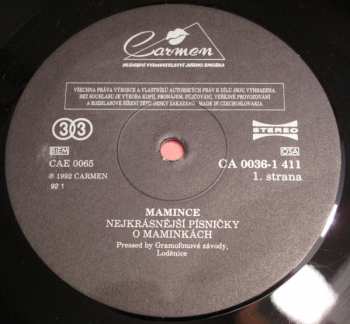 Carmen
HUDEBNÍ VYDAVATELSTVÍ JIŘÍHO ZMOŽKA
VŠECHNA PRÁVA VÝROBCE A VLASTNÍKŮ AUTORSKÝCH PRÁV K DÍLU JSOU VYHRAZENA.
BEZ SOUHLASU JE VÝROBA KOPIÍ, PRONÁJEM, PŮJČOVÁNÍ, VEŘEJNÉ PROVOZOVÁNÍ
A ROZHLASOVÉ ŠÍŘENÍ TÉTO DESKY ZAKÁZÁNO. MADE IN CZECHOSLOVAKIA
33
STEREO
BIEM
OSA
CAE 0065
CA 0036-1 411
℗ 1992 CARMEN
1. strana
92 1
MAMINCE
NEJKRÁSNĚJŠÍ PÍSNIČKY
O MAMINKÁCH
Pressed by Gramofonové závody,
Loděnice